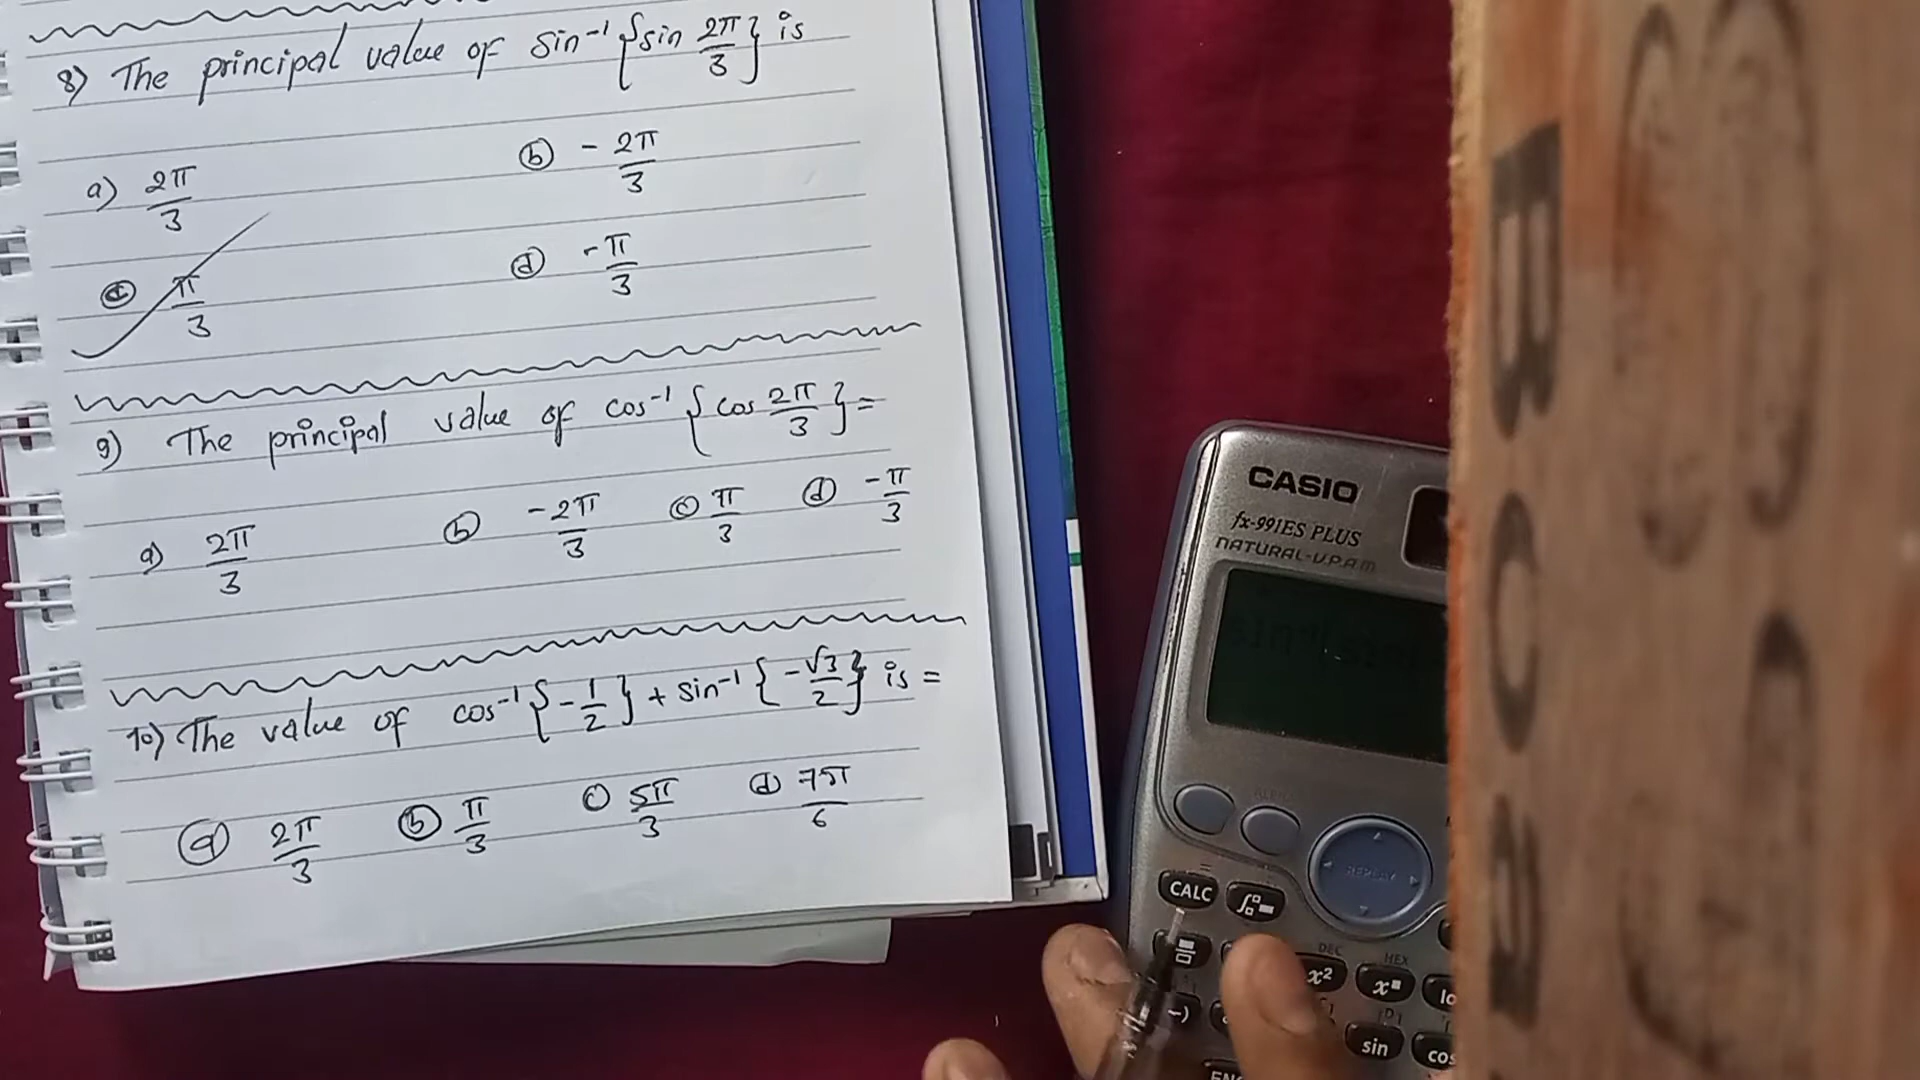 8) The principal value of sin⁻¹ {sin 2π/3} is
a) 2π/3 (b) - 2π/3
(c) π/3 (d) -π/3
9) The principal value of cos⁻¹ {cos 2π/3} =
a) 2π/3 (b) -2π/3 (c) π/3 (d) -π/3
10) The value of cos⁻¹ {-1/2} + sin⁻¹ {-√3/2} is =
(a) 2π/3 (b) π/3 (c) 5π/3 (d) 7π/6
CASIO
fx-991ES PLUS
NATURAL-V.P.A.M.
REPLAY
CALC
DEC
HEX
x²
x■
sin